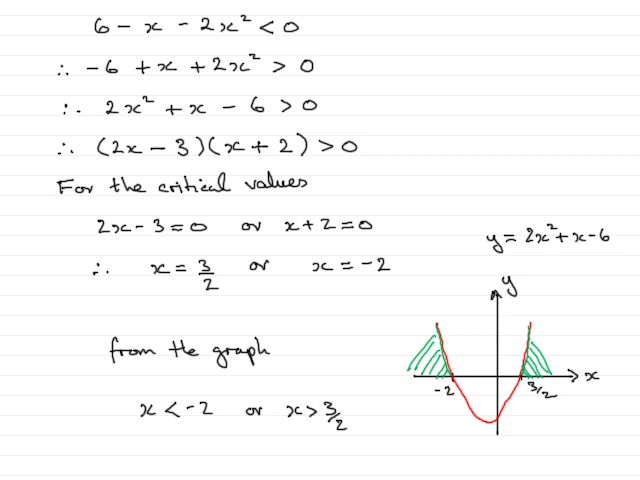 6 - x - 2x² < 0
∴ -6 + x + 2x² > 0
∴ 2x² + x - 6 > 0
∴ (2x - 3)(x + 2) > 0
For the critical values
2x - 3 = 0 or x + 2 = 0
∴ x = 3/2 or x = -2
from the graph
x < -2 or x > 3/2
y = 2x² + x - 6
y
x
-2
3/2